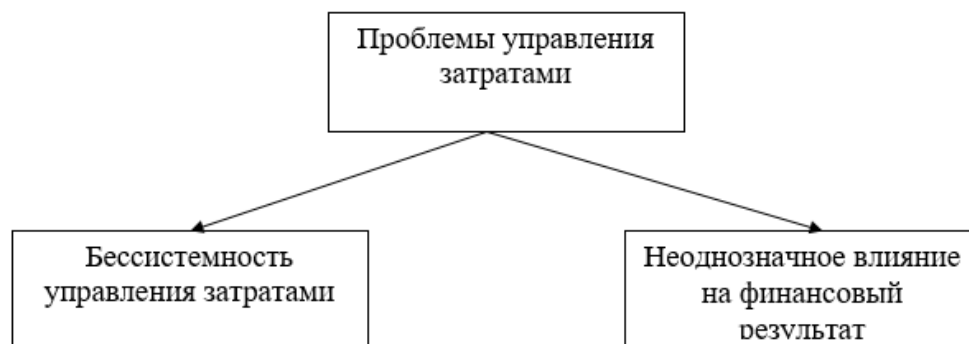 Проблемы управления
затратами
Бессистемность
управления затратами
Неоднозначное влияние
на финансовый
результат